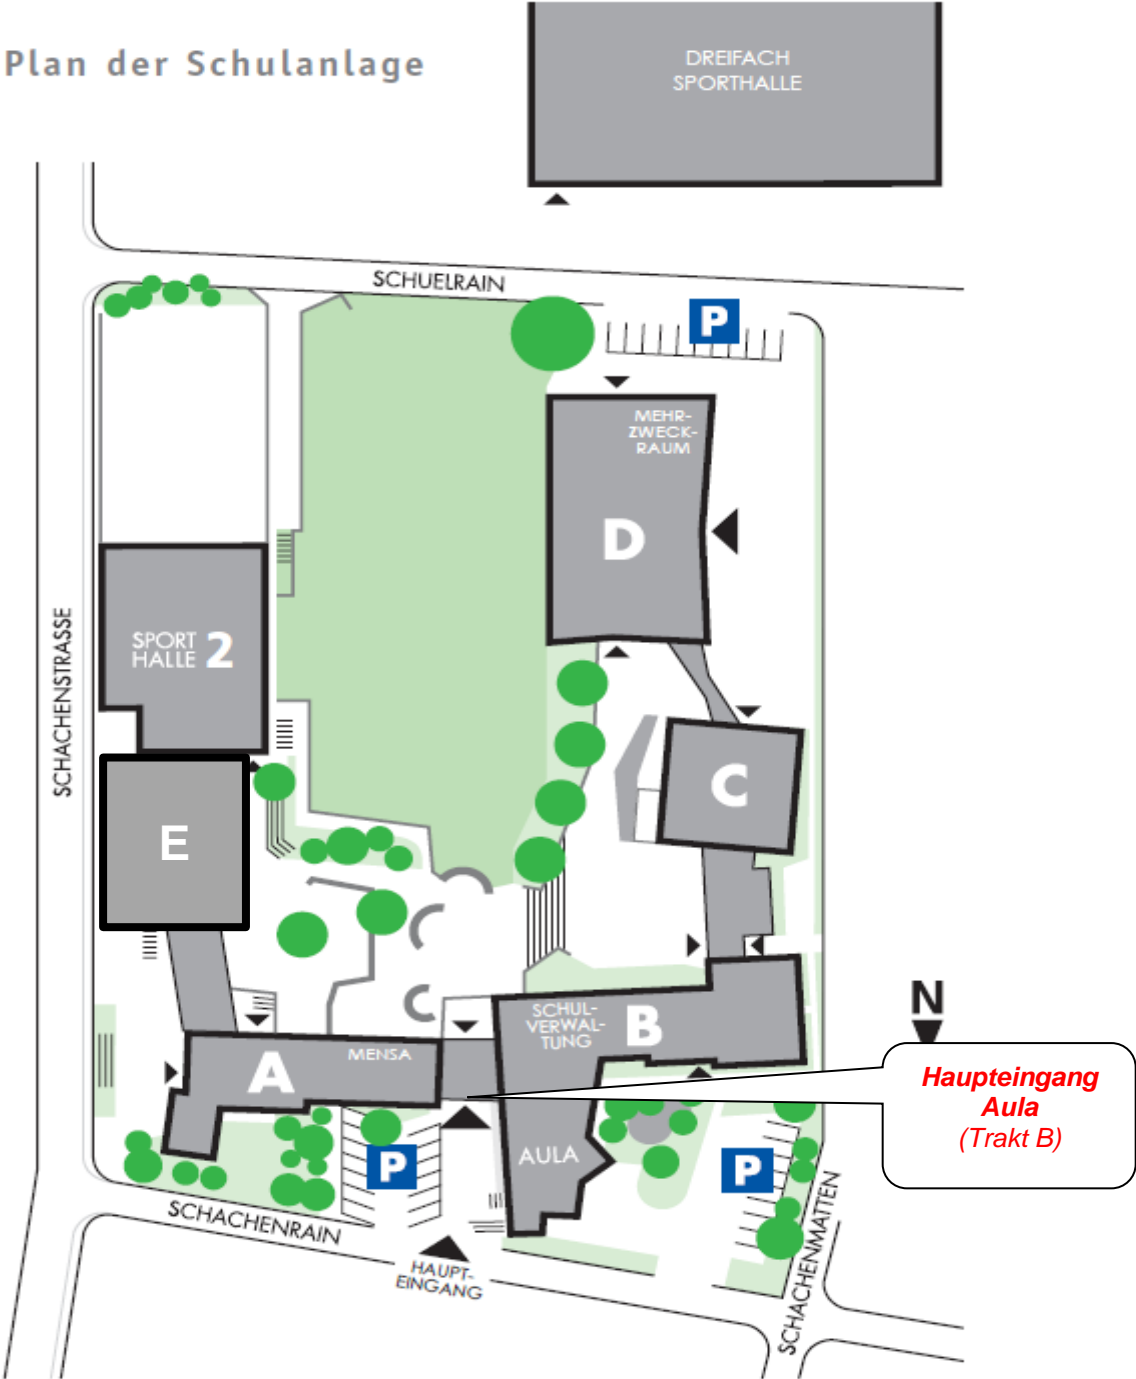 Plan der Schulanlage
DREIFACH
SPORTHALLE
SCHUELRAIN
P
MEHR-
ZWECK-
RAUM
D
SPORT
HALLE 2
SCHACHENSTRASSE
C
E
N
SCHUL-
VERWAL-
TUNG
B
MENSA
A
Haupteingang
Aula
(Trakt B)
AULA
P
P
SCHACHENRAIN
SCHACHENMATTEN
HAUPT-
EINGANG